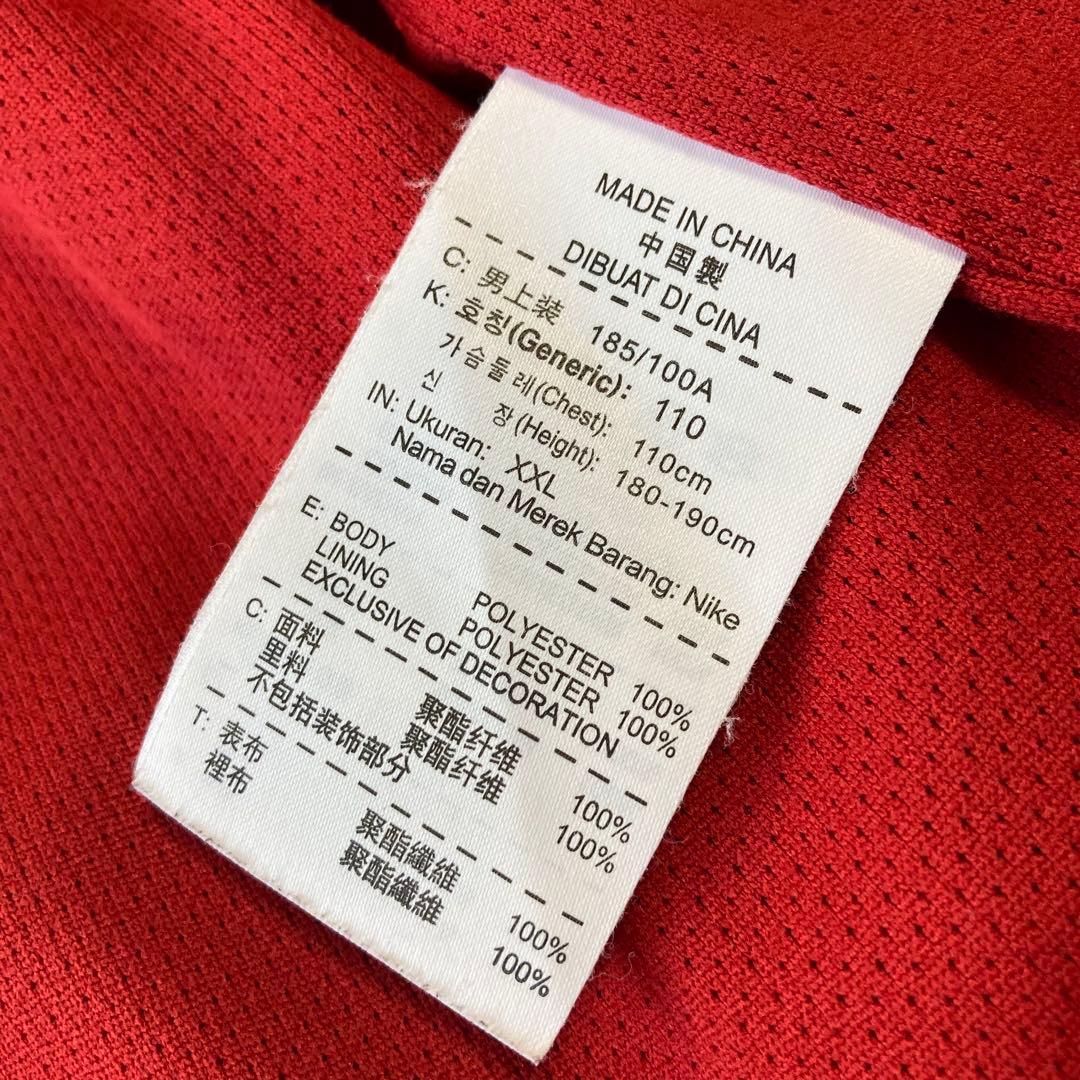 MADE IN CHINA
中国製
DIBUAT DI CINA
C: 男上装 185/100A
K: 호칭(Generic): 110
가슴둘레(Chest): 110cm
신 장(Height): 180-190cm
IN: Ukuran: XXL
Nama dan Merek Barang: Nike
E: BODY POLYESTER 100%
LINING POLYESTER 100%
EXCLUSIVE OF DECORATION
C: 面料 聚酯纤维 100%
里料 聚酯纤维 100%
不包括装饰部分
T: 表布 聚酯纖維 100%
裡布 聚酯纖維 100%